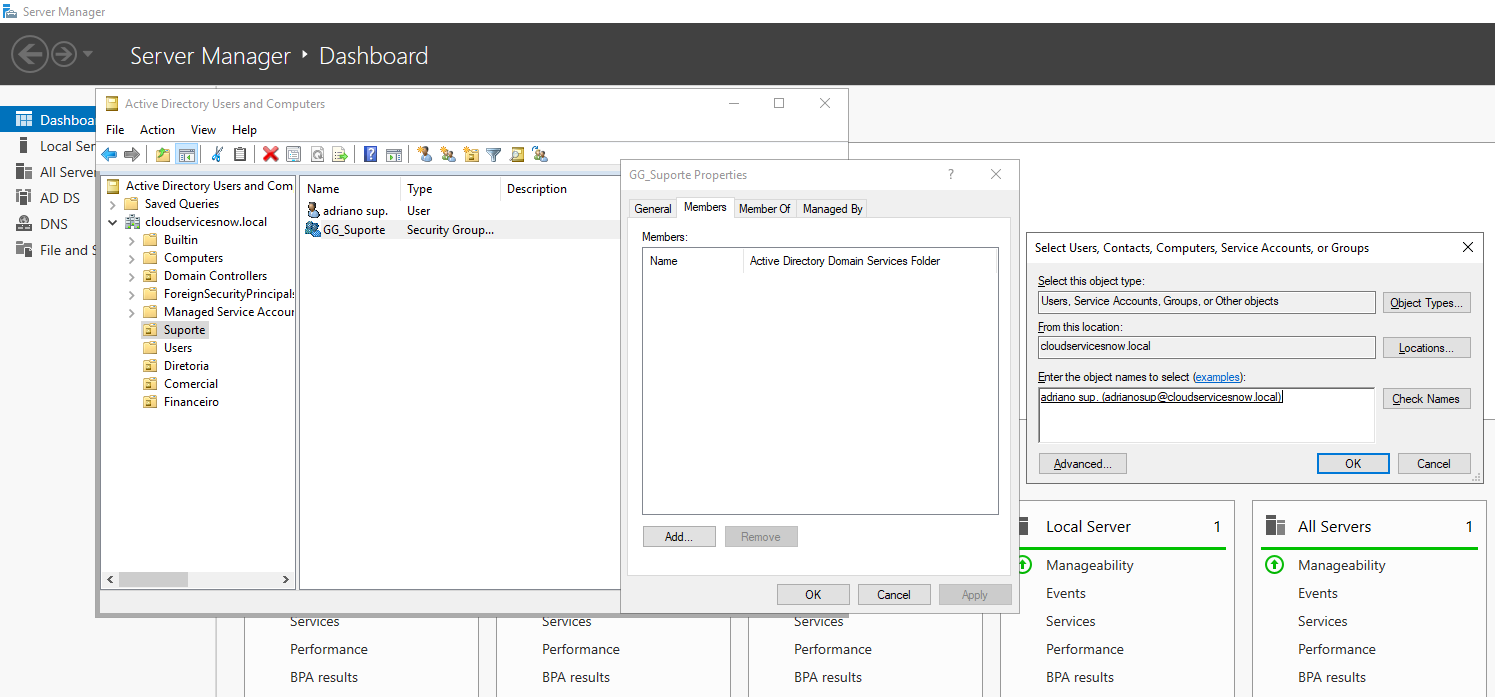 Server Manager
Server Manager ‣ Dashboard
Dashboa
Local Ser
All Server
AD DS
DNS
File and S
Active Directory Users and Computers
File Action View Help
Active Directory Users and Com
Saved Queries
cloudservicesnow.local
Builtin
Computers
Domain Controllers
ForeignSecurityPrincipals
Managed Service Accour
Suporte
Users
Diretoria
Comercial
Financeiro
Name Type Description
adriano sup. User
GG_Suporte Security Group...
GG_Suporte Properties
General Members Member Of Managed By
Members:
Name Active Directory Domain Services Folder
Add... Remove
OK Cancel Apply
Select Users, Contacts, Computers, Service Accounts, or Groups
Select this object type:
Users, Service Accounts, Groups, or Other objects
Object Types...
From this location:
cloudservicesnow.local
Locations...
Enter the object names to select (examples):
adriano sup. (adrianosup@cloudservicesnow.local)
Check Names
Advanced... OK Cancel
Services
Performance
BPA results
Services
Performance
BPA results
Services
Performance
BPA results
Local Server 1
Manageability
Events
Services
Performance
BPA results
All Servers 1
Manageability
Events
Services
Performance
BPA results